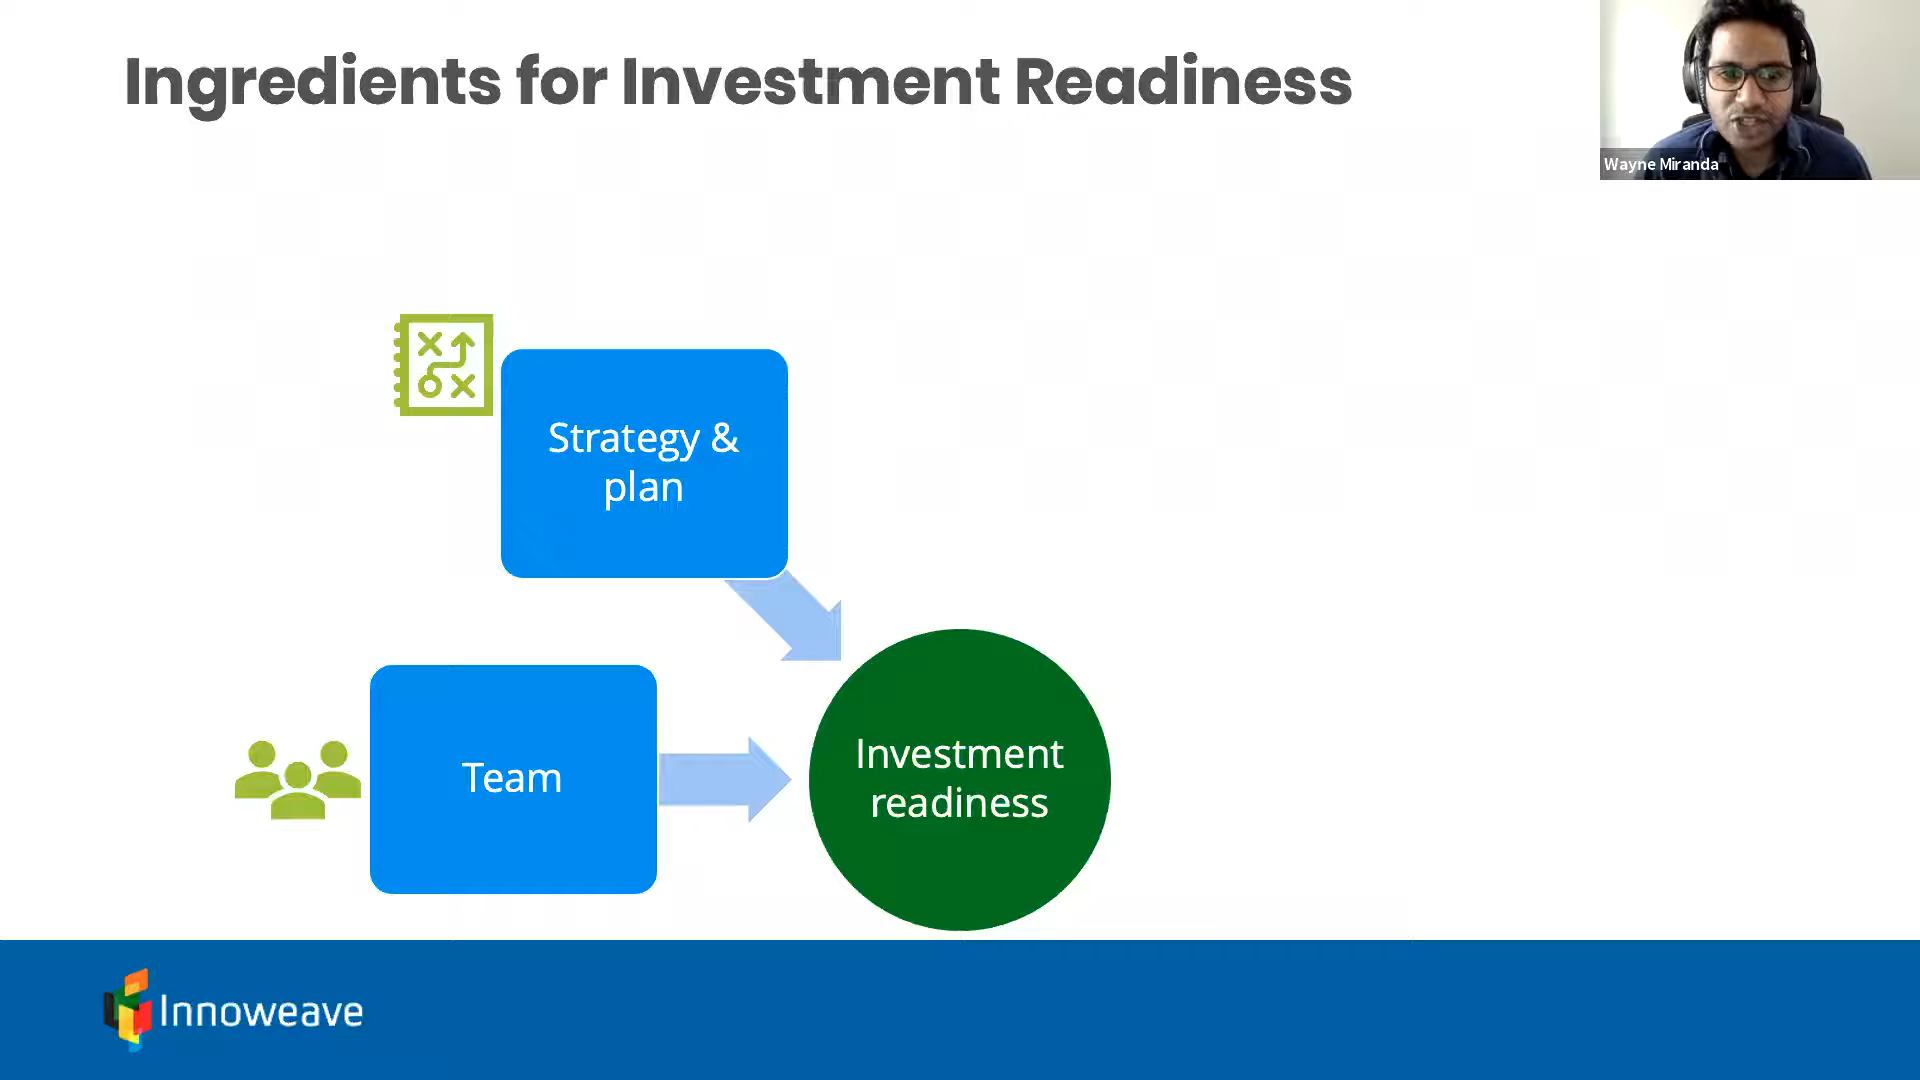 Ingredients for Investment Readiness
Wayne Miranda
Strategy &
plan
Team
Investment
readiness
Innoweave